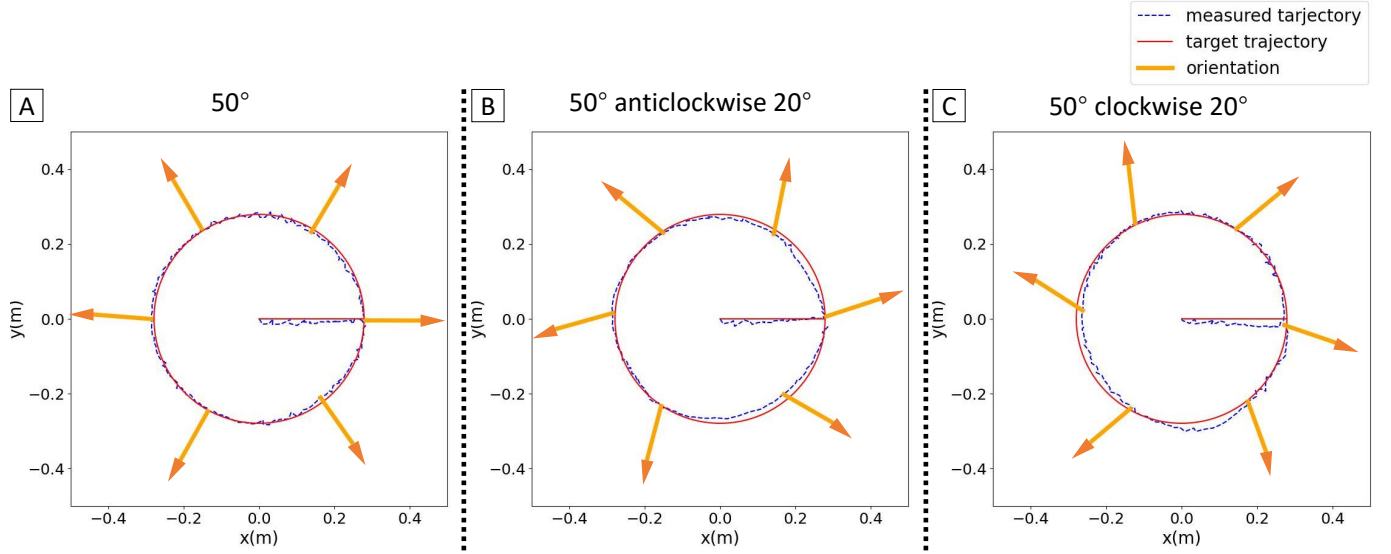 measured tarjectory
target trajectory
orientation
A
50°
B
50° anticlockwise 20°
C
50° clockwise 20°
0.4
0.2
0.0
−0.2
−0.4
y(m)
−0.4
−0.2
0.0
0.2
0.4
x(m)
0.4
0.2
0.0
−0.2
−0.4
y(m)
−0.4
−0.2
0.0
0.2
0.4
x(m)
0.4
0.2
0.0
−0.2
−0.4
y(m)
−0.4
−0.2
0.0
0.2
0.4
x(m)